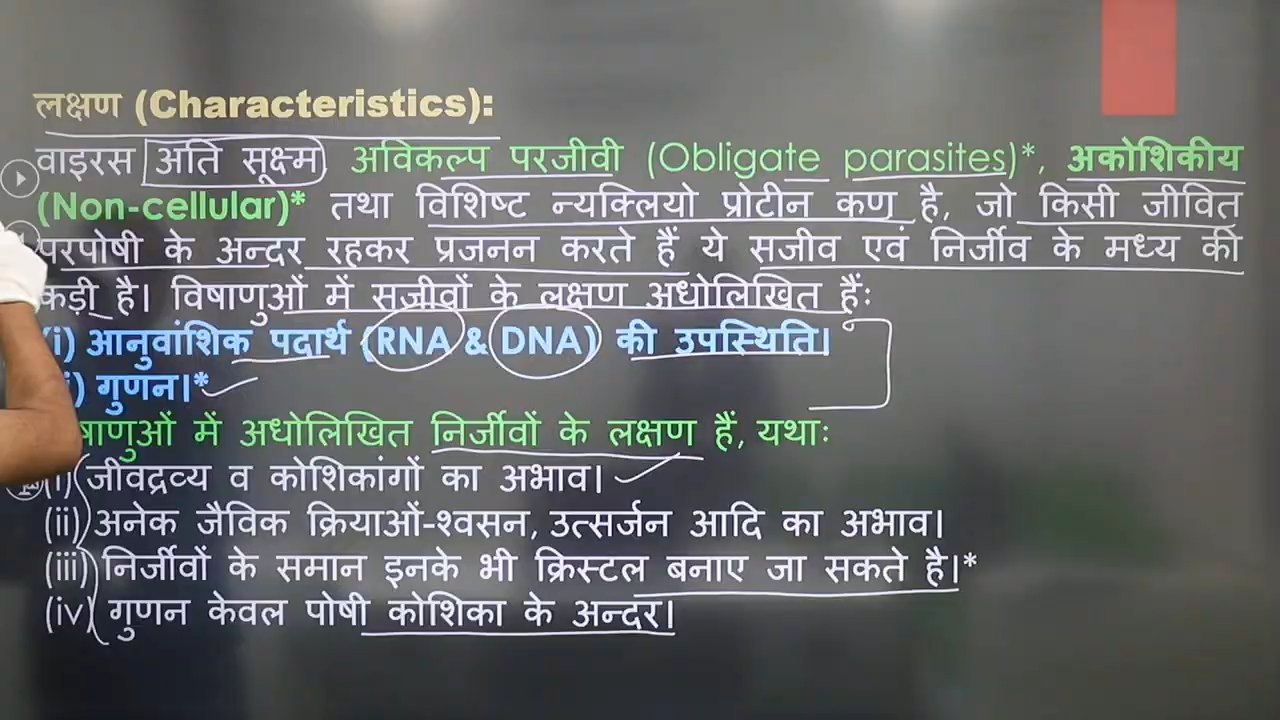 लक्षण (Characteristics):
वाइरस अति सूक्ष्म अविकल्प परजीवी (Obligate parasites)*, अकोशिकीय
(Non-cellular)* तथा विशिष्ट न्यक्लियो प्रोटीन कण है, जो किसी जीवित
परपोषी के अन्दर रहकर प्रजनन करते हैं ये सजीव एवं निर्जीव के मध्य की
कड़ी है। विषाणुओं में सजीवों के लक्षण अधोलिखित हैं:
(i) आनुवांशिक पदार्थ (RNA & DNA) की उपस्थिति।
) गुणन।*
षाणुओं में अधोलिखित निर्जीवों के लक्षण हैं, यथाः
(i) जीवद्रव्य व कोशिकांगों का अभाव।
(ii) अनेक जैविक क्रियाओं-श्वसन, उत्सर्जन आदि का अभाव।
(iii) निर्जीवों के समान इनके भी क्रिस्टल बनाए जा सकते है।*
(iv) गुणन केवल पोषी कोशिका के अन्दर।